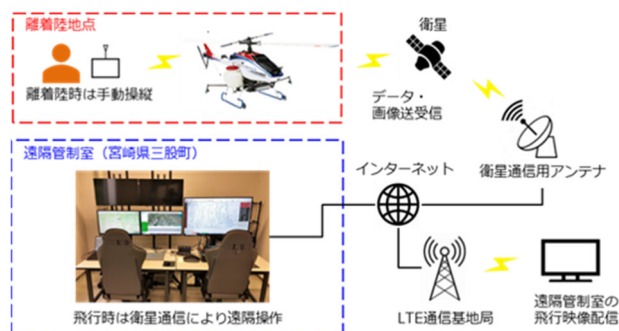 離着陸地点
離着陸時は手動操縦
衛星
データ・
画像送受信
衛星通信用アンテナ
遠隔管制室（宮崎県三股町）
飛行時は衛星通信により遠隔操作
インターネット
LTE通信基地局
遠隔管制室の
飛行映像配信